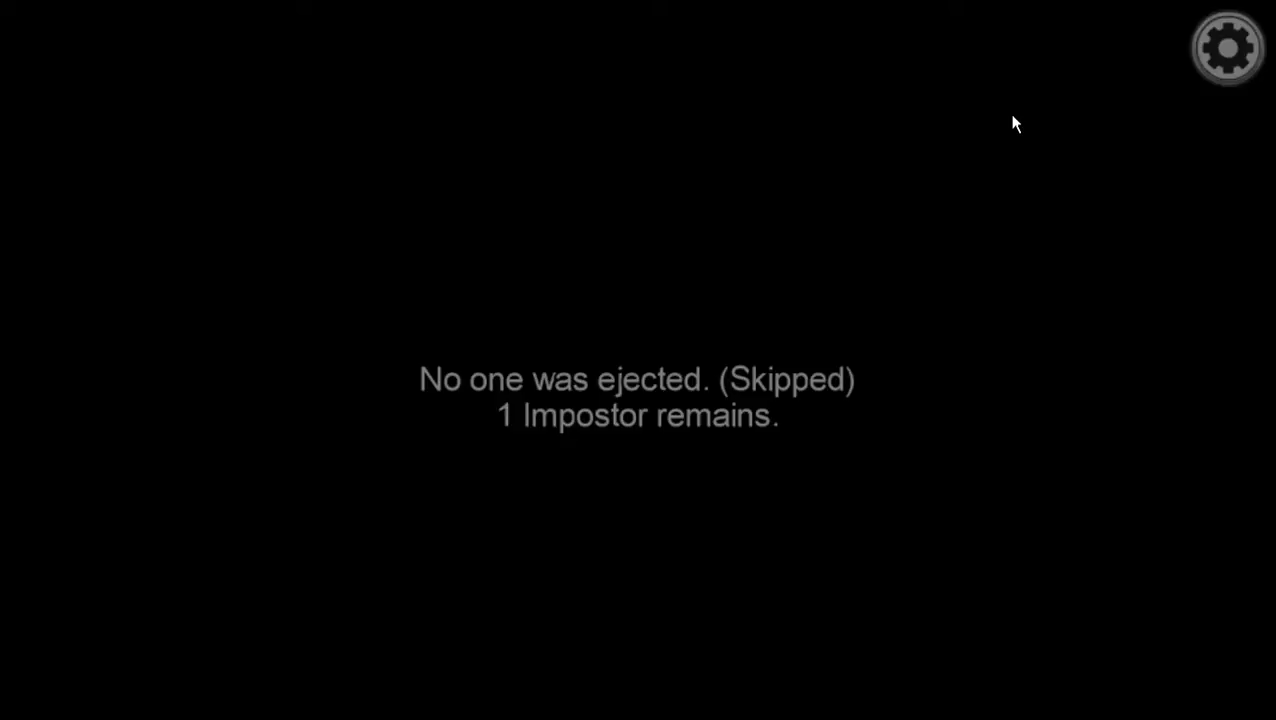 No one was ejected. (Skipped)
1 Impostor remains.